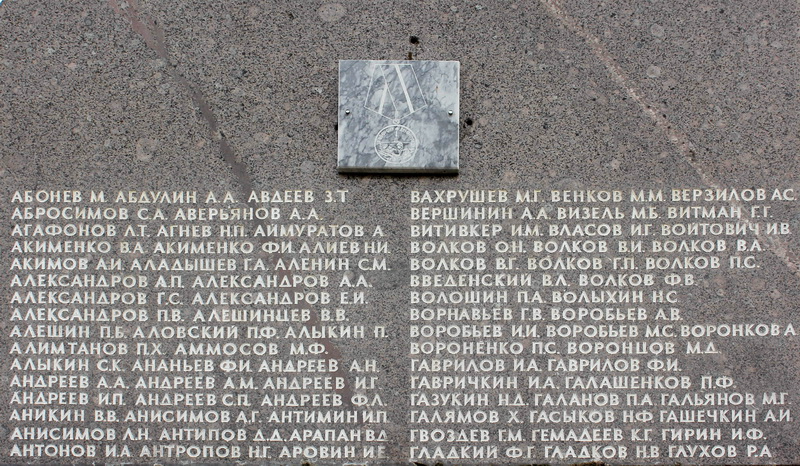 АБОНЕВ М. АБДУЛИН А.А. АВДЕЕВ З.Т
АБРОСИМОВ С.А. АВЕРЬЯНОВ А.А.
АГАФОНОВ Л.Т. АГНЕВ Н.П. АЙМУРАТОВ А.
АКИМЕНКО В.А. АКИМЕНКО Ф.И. АЛИЕВ Н.И.
АКИМОВ А.И. АЛАДЫШЕВ Г.А. АЛЕНИН С.М.
АЛЕКСАНДРОВ А.П. АЛЕКСАНДРОВ А.А.
АЛЕКСАНДРОВ Г.С. АЛЕКСАНДРОВ Е.И.
АЛЕКСАНДРОВ П.В. АЛЕШИНЦЕВ В.В.
АЛЕШИН П.Б. АЛОВСКИЙ П.Ф. АЛЫКИН П.
АЛИМТАНОВ П.Х. АММОСОВ М.Ф.
АЛЫКИН С.К. АНАНЬЕВ Ф.И. АНДРЕЕВ А.Н.
АНДРЕЕВ А.А. АНДРЕЕВ А.М. АНДРЕЕВ И.Г.
АНДРЕЕВ И.П. АНДРЕЕВ С.П. АНДРЕЕВ Ф.Л.
АНИКИН В.В. АНИСИМОВ А.Г. АНТИМИН И.П.
АНИСИМОВ Л.Н. АНТИПОВ Д.Д. АРАПАН В.Д.
АНТОНОВ И.А. АНТРОПОВ Н.Г. АРОВИН И.Е.
ВАХРУШЕВ М.Г. ВЕНКОВ М.М. ВЕРЗИЛОВ А.С.
ВЕРШИНИН А.А. ВИЗЕЛЬ М.Б. ВИТМАН Г.Г.
ВИТИВКЕР И.М. ВЛАСОВ И.Г. ВОЙТОВИЧ И.В.
ВОЛКОВ О.Н. ВОЛКОВ В.И. ВОЛКОВ В.А.
ВОЛКОВ В.Г. ВОЛКОВ Г.П. ВОЛКОВ П.С.
ВВЕДЕНСКИЙ В.Л. ВОЛКОВ Ф.В.
ВОЛОШИН П.А. ВОЛЫХИН Н.С
ВОРНАВЬЕВ Г.В. ВОРОБЬЕВ А.В.
ВОРОБЬЕВ И.И. ВОРОБЬЕВ М.С. ВОРОНКОВ А.
ВОРОНЕНКО П.С. ВОРОНЦОВ М.Д.
ГАВРИЛОВ И.А. ГАВРИЛОВ Ф.И.
ГАВРИЧКИН И.А. ГАЛАШЕНКОВ П.Ф.
ГАЗУКИН Н.Д. ГАЛАНОВ П.А. ГАЛЬЯНОВ М.Г.
ГАЛЯМОВ Х. ГАСЫКОВ Н.Ф. ГАШЕЧКИН А.И.
ГВОЗДЕВ Г.М. ГЕМАДЕЕВ К.Г. ГИРИН И.Ф.
ГЛАДКИЙ Ф.Г. ГЛАДКОВ Н.В. ГЛУХОВ Р.А.